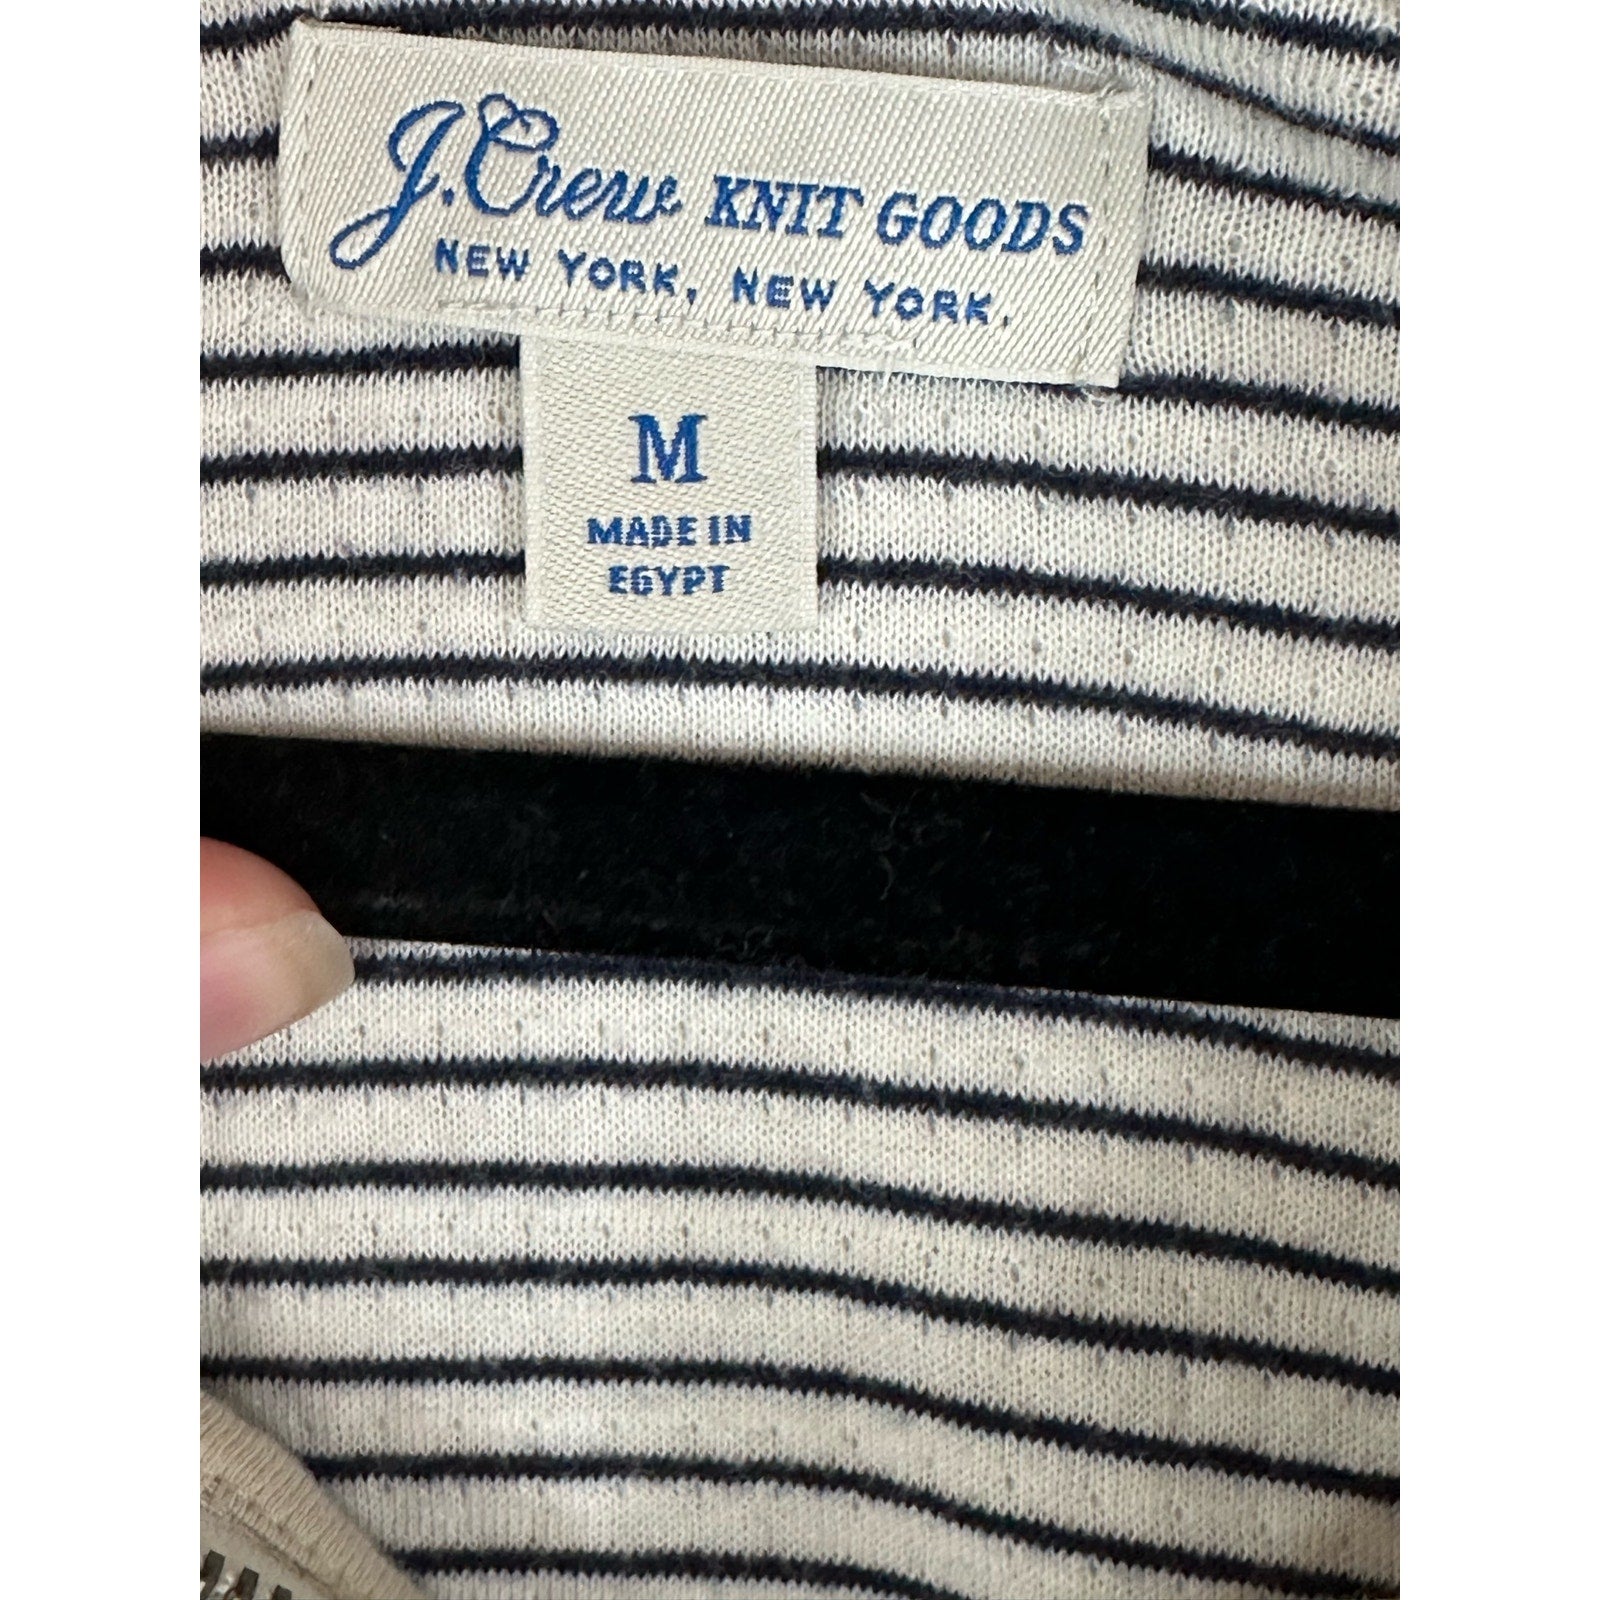 J.Crew KNIT GOODS
NEW YORK, NEW YORK.
M
MADE IN
EGYPT